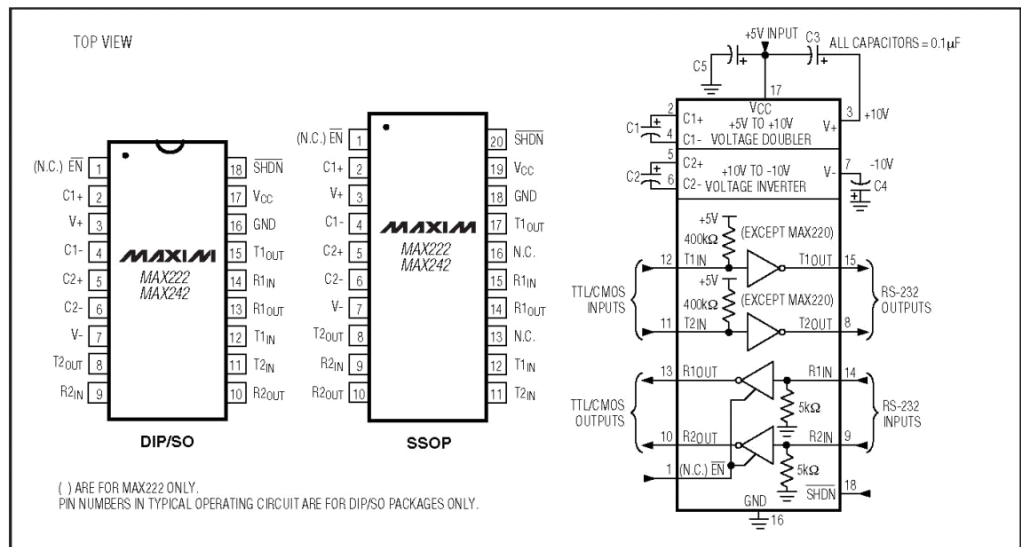 TOP VIEW
(N.C.) EN 1
C1+ 2
V+ 3
C1- 4
C2+ 5
C2- 6
V- 7
T2OUT 8
R2IN 9
MAXIM
MAX222
MAX242
18 SHDN
17 VCC
16 GND
15 T1OUT
14 R1IN
13 R1OUT
12 T1IN
11 T2IN
10 R2OUT
DIP/SO
(N.C.) EN 1
C1+ 2
V+ 3
C1- 4
C2+ 5
C2- 6
V- 7
T2OUT 8
R2IN 9
R2OUT 10
MAXIM
MAX222
MAX242
20 SHDN
19 VCC
18 GND
17 T1OUT
16 N.C.
15 R1IN
14 R1OUT
13 N.C.
12 T1IN
11 T2IN
SSOP
( ) ARE FOR MAX222 ONLY.
PIN NUMBERS IN TYPICAL OPERATING CIRCUIT ARE FOR DIP/SO PACKAGES ONLY.
+5V INPUT
C3
ALL CAPACITORS = 0.1µF
C5
17
VCC
2 C1+
C1
4 C1-
+5V TO +10V
VOLTAGE DOUBLER
V+ 3 +10V
5 C2+
C2
6 C2-
+10V TO -10V
VOLTAGE INVERTER
V- 7 -10V
C4
+5V
400kΩ
(EXCEPT MAX220)
12 T1IN
T1OUT 15
+5V
400kΩ
(EXCEPT MAX220)
TTL/CMOS
INPUTS
RS-232
OUTPUTS
11 T2IN
T2OUT 8
13 R1OUT
R1IN 14
5kΩ
TTL/CMOS
OUTPUTS
RS-232
INPUTS
10 R2OUT
R2IN 9
5kΩ
1 (N.C.) EN
SHDN 18
GND
16